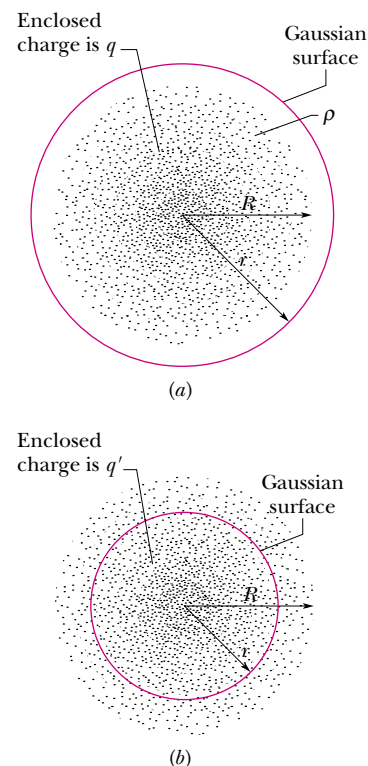 Enclosed
charge is q
Gaussian
surface
ρ
R
r
(a)
Enclosed
charge is q′
Gaussian
surface
R
r
(b)